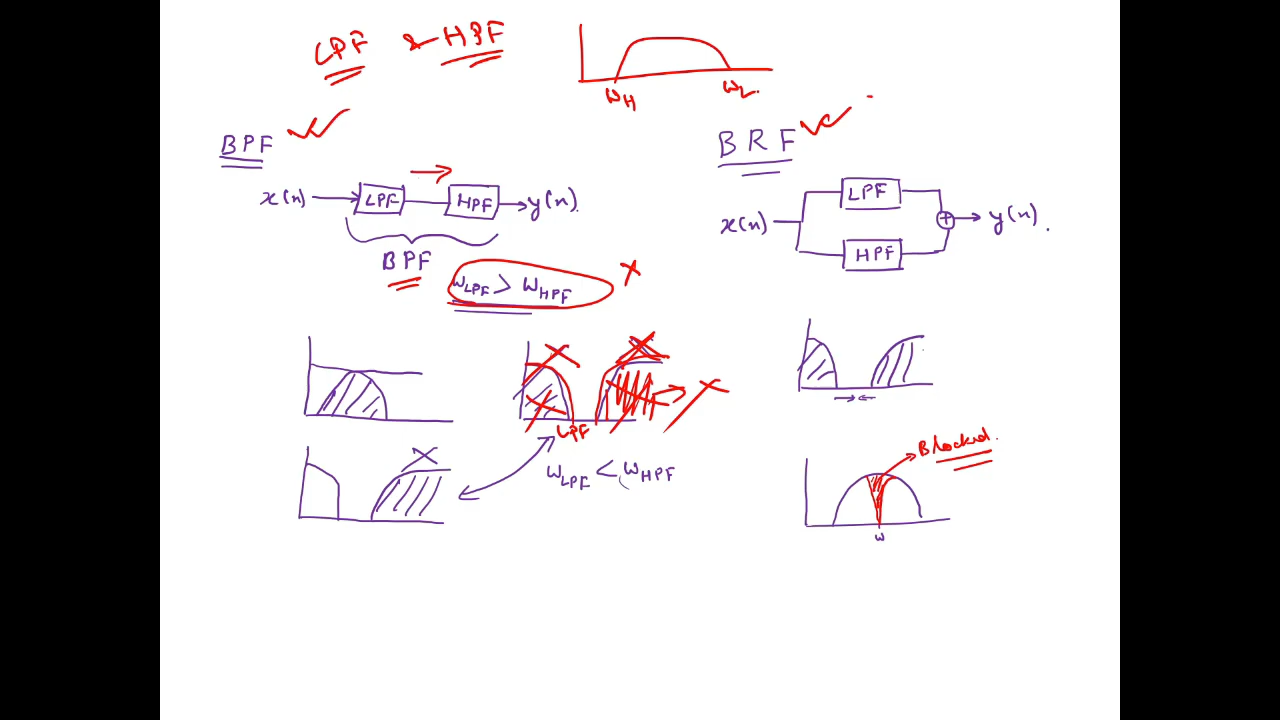 LPF & HPF
ωH ωL
BPF
x(n) LPF HPF y(n)
BPF
ωLPF > ωHPF
LPF
ωLPF < ωHPF
BRF
x(n) LPF + y(n).
HPF
Blocked.
ω